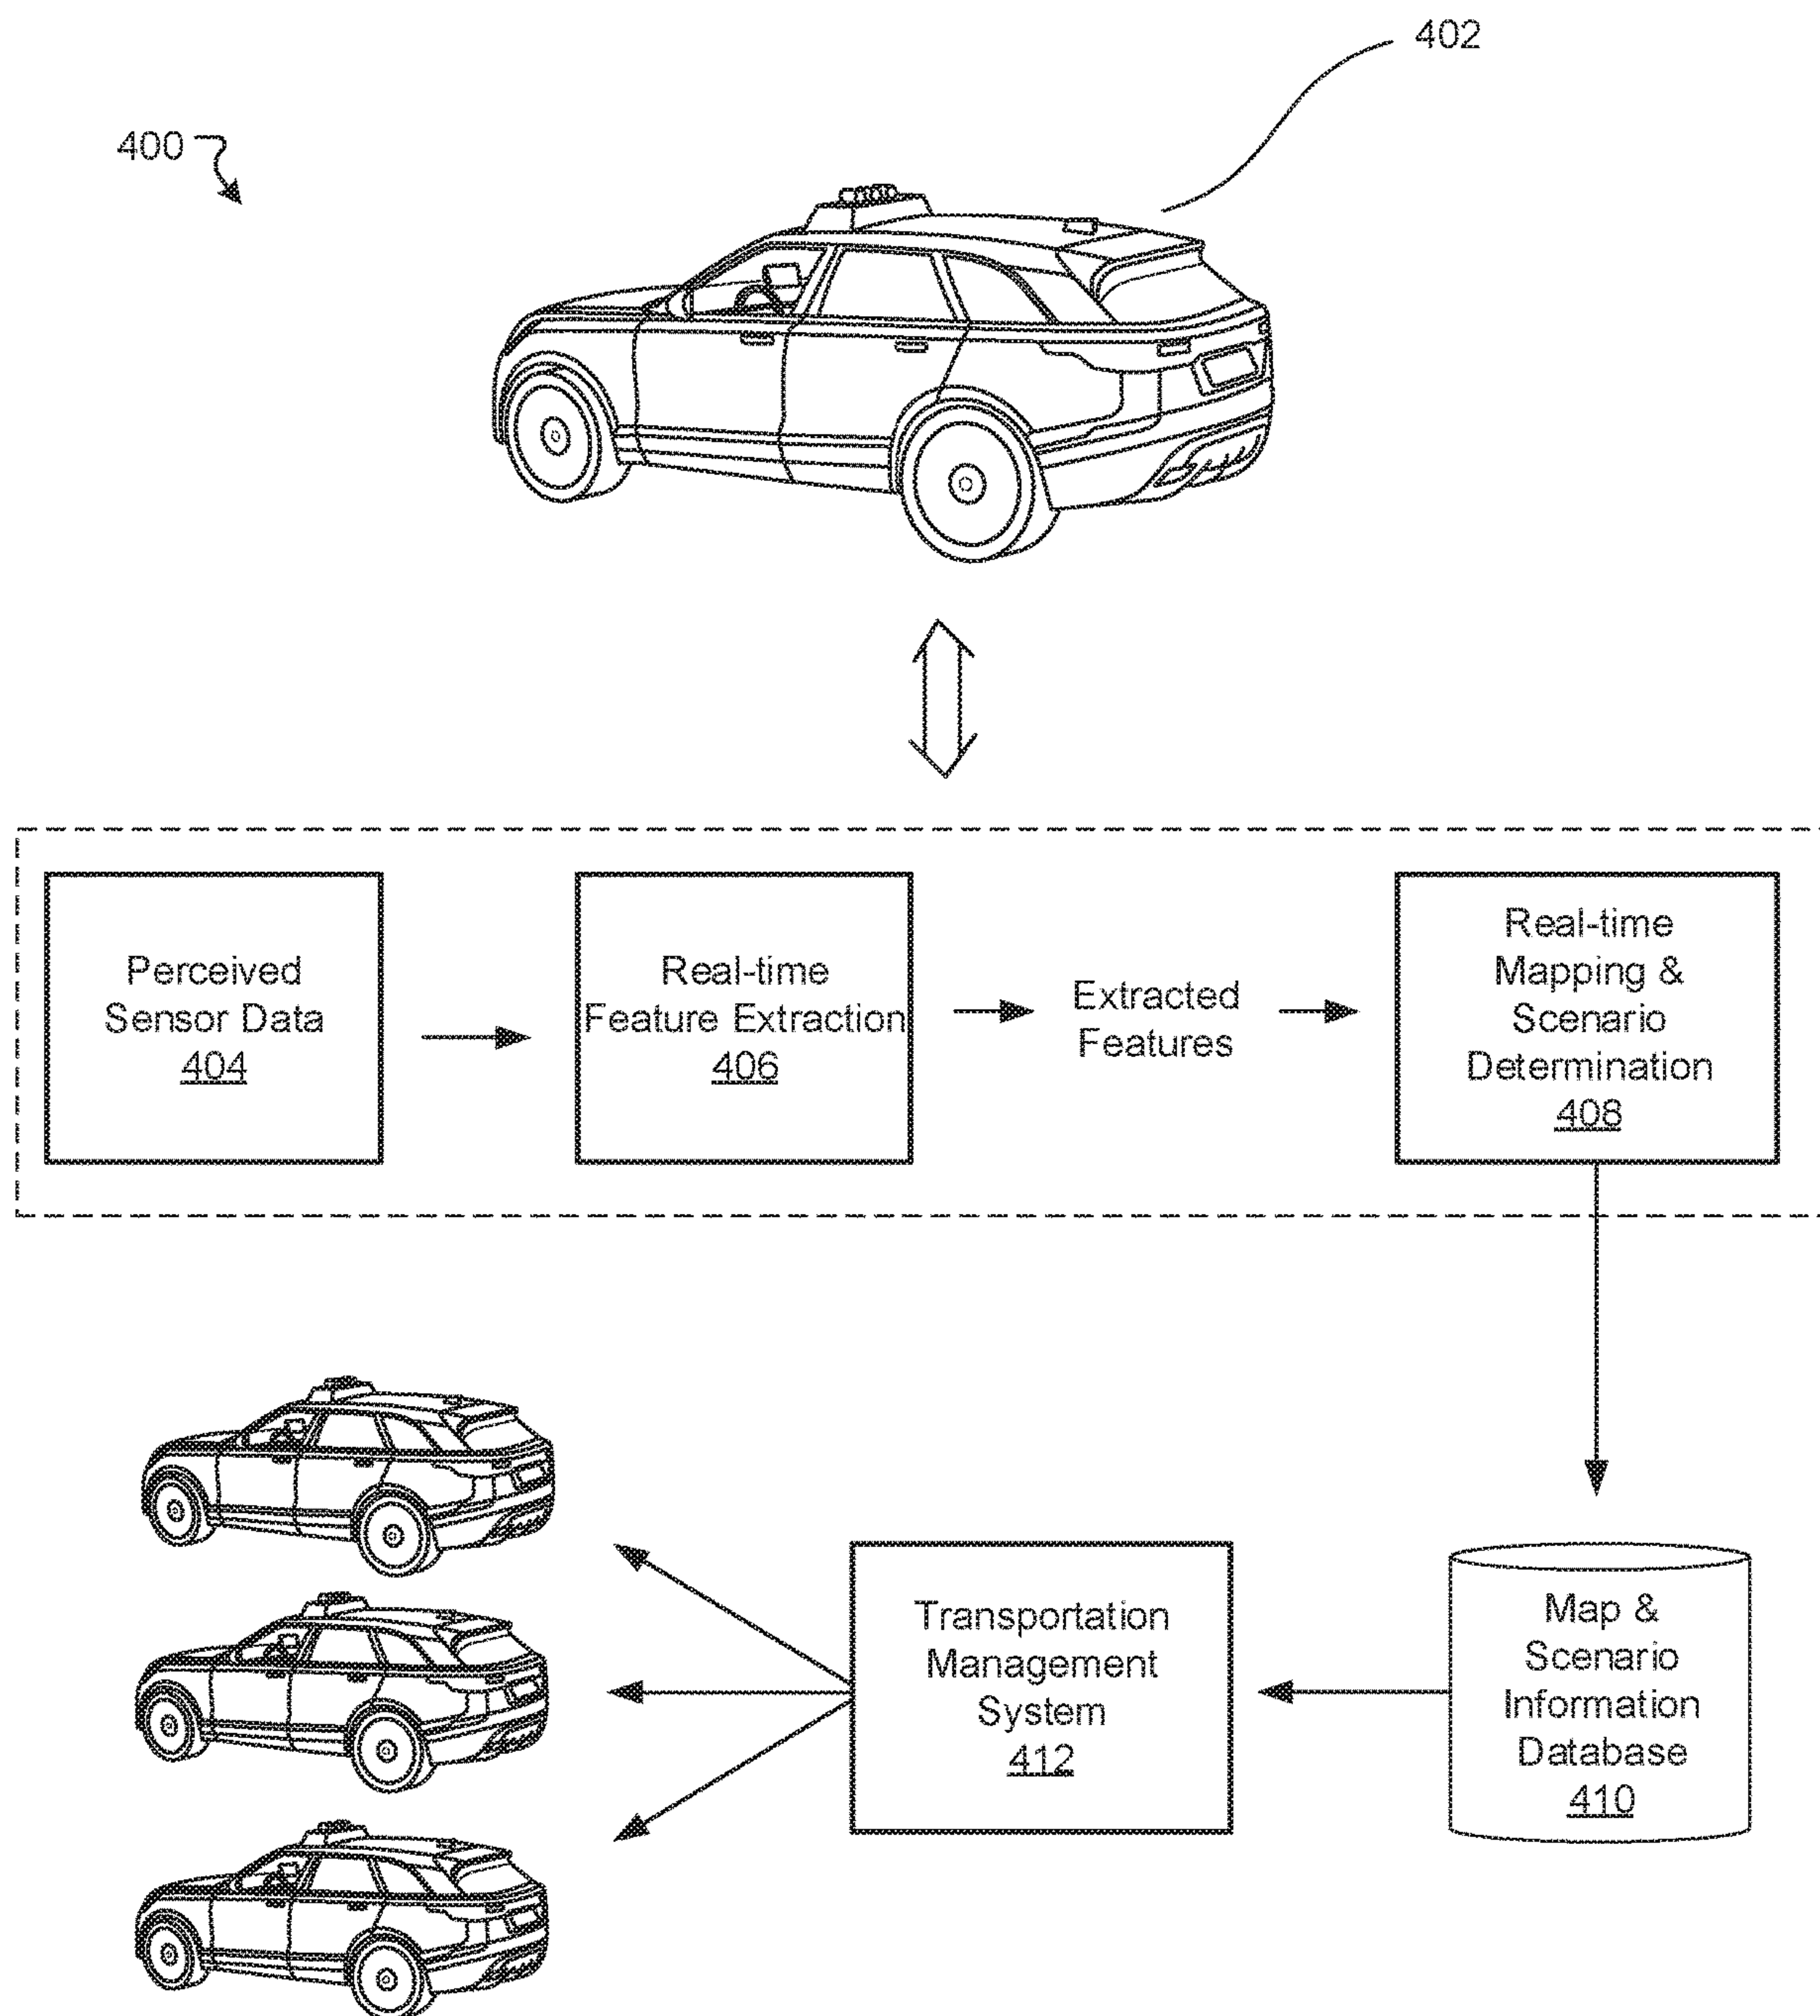 402
400
Perceived
Sensor Data
404
Real-time
Feature Extraction
406
Extracted
Features
Real-time
Mapping &
Scenario
Determination
408
Transportation
Management
System
412
Map &
Scenario
Information
Database
410